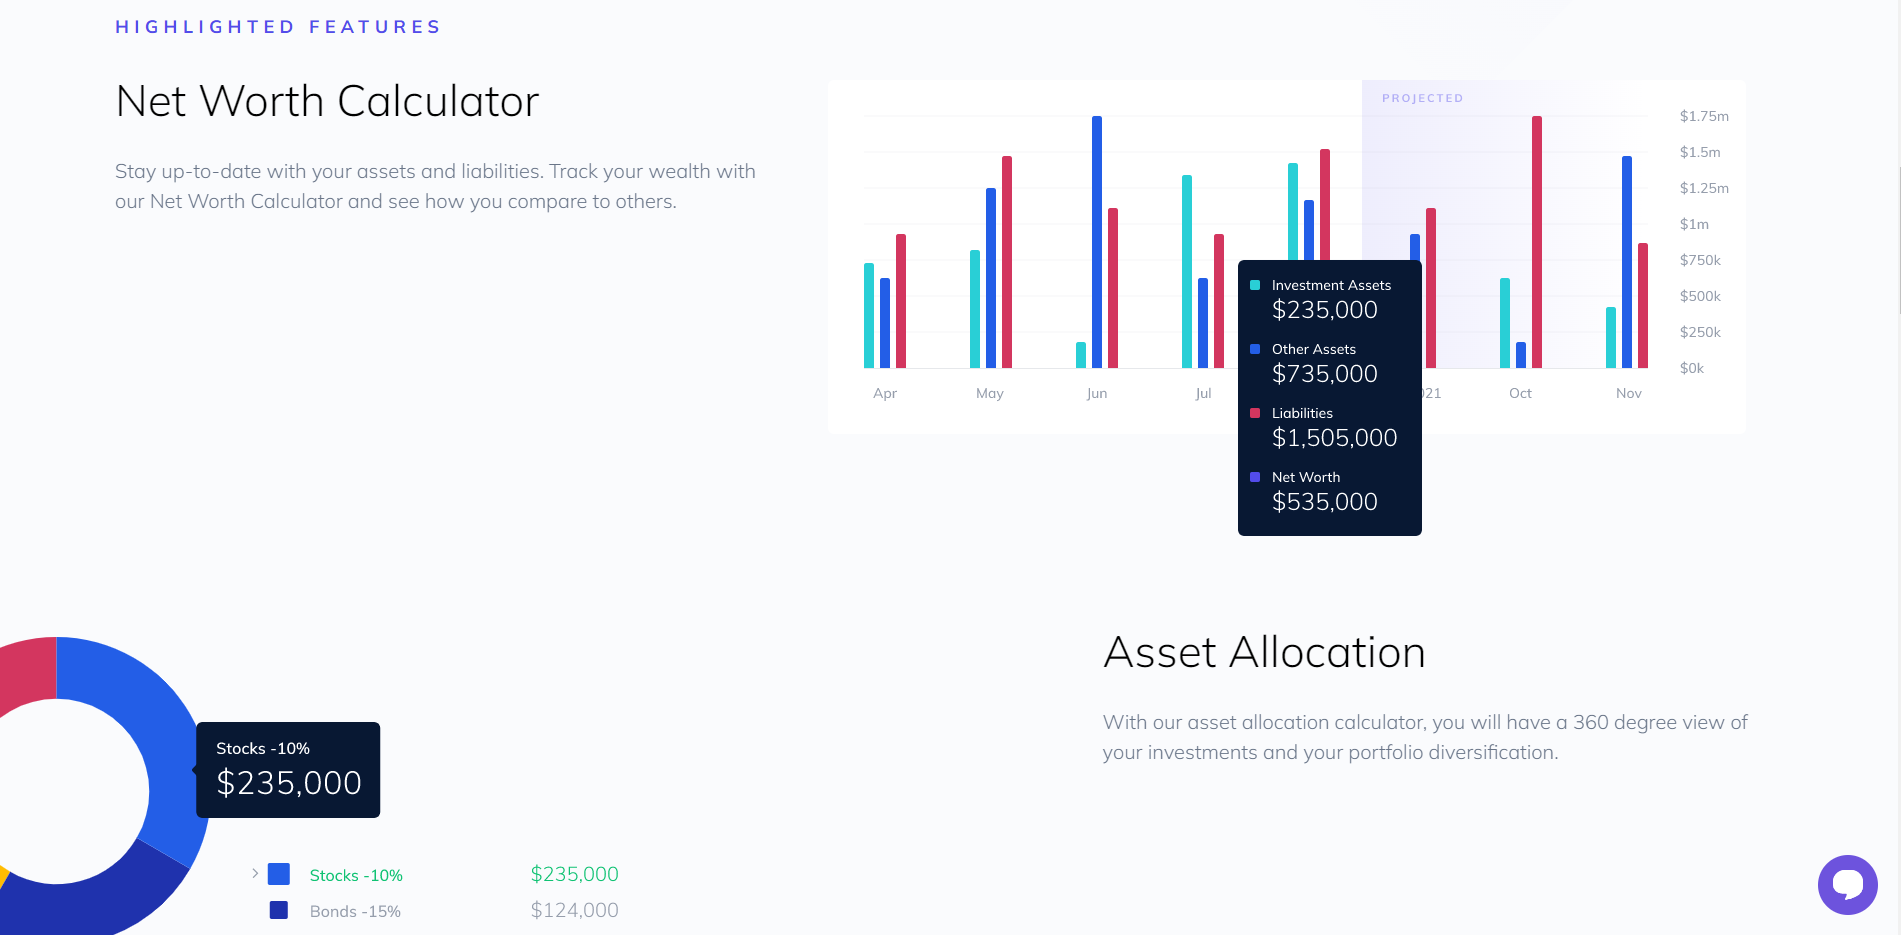 HIGHLIGHTED FEATURES
Net Worth Calculator
Stay up-to-date with your assets and liabilities. Track your wealth with
our Net Worth Calculator and see how you compare to others.
PROJECTED
$1.75m
$1.5m
$1.25m
$1m
$750k
$500k
$250k
$0k
Apr May Jun Jul 021 Oct Nov
Investment Assets
$235,000
Other Assets
$735,000
Liabilities
$1,505,000
Net Worth
$535,000
Stocks -10%
$235,000
Stocks -10% $235,000
Bonds -15% $124,000
Asset Allocation
With our asset allocation calculator, you will have a 360 degree view of
your investments and your portfolio diversification.